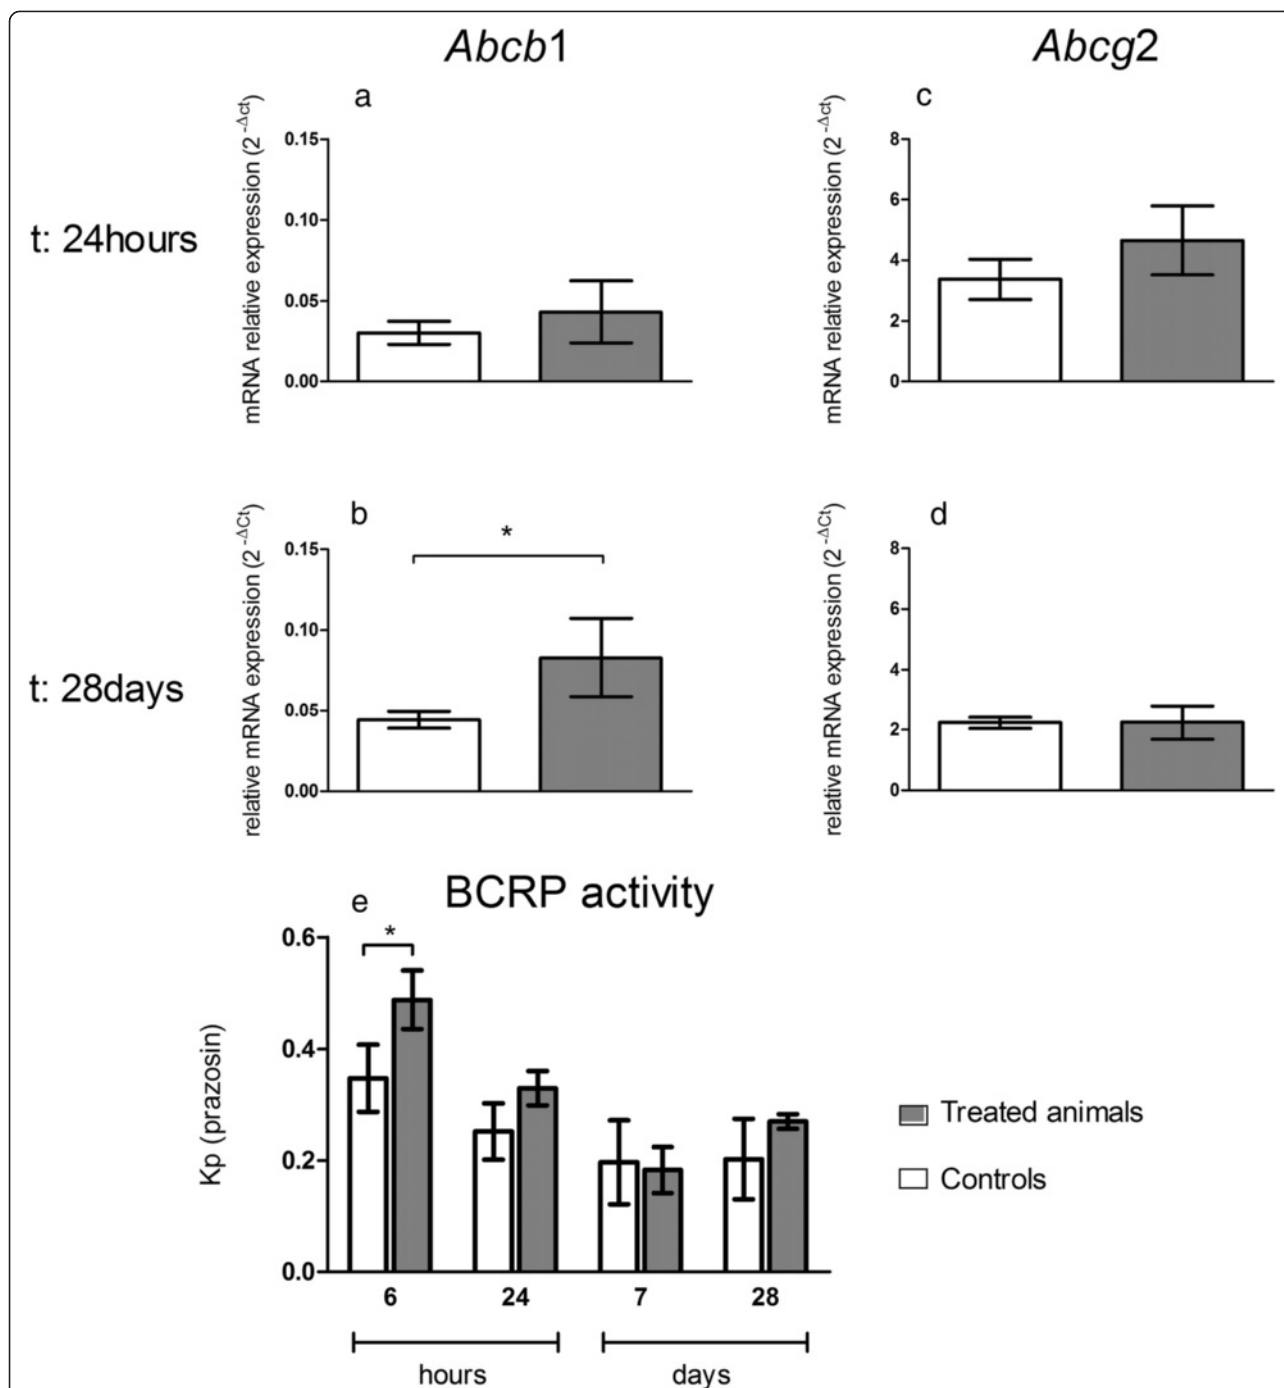 Abcb1
Abcg2
t: 24hours
a
mRNA relative expression (2^-Δct)
0.15
0.10
0.05
0.00
c
mRNA relative expression (2^-Δct)
8
6
4
2
0
t: 28days
b
relative mRNA expression (2^-ΔCt)
0.15
0.10
0.05
0.00
*
d
relative mRNA expression (2^-ΔCt)
8
6
4
2
0
BCRP activity
e
Kp (prazosin)
0.6
0.4
0.2
0.0
*
6 24 7 28
hours days
Treated animals
Controls